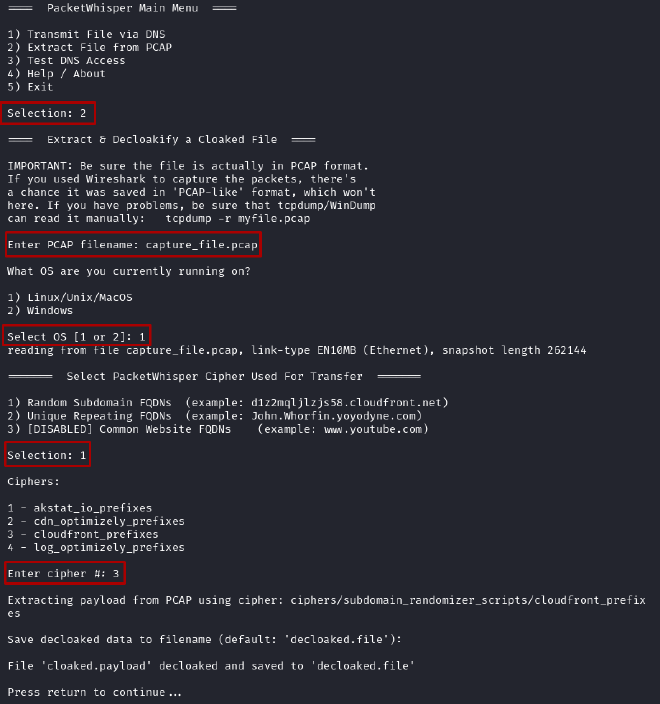 ==== PacketWhisper Main Menu ====
1) Transmit File via DNS
2) Extract File from PCAP
3) Test DNS Access
4) Help / About
5) Exit
Selection: 2
==== Extract & Decloakify a Cloaked File ====
IMPORTANT: Be sure the file is actually in PCAP format.
If you used Wireshark to capture the packets, there's
a chance it was saved in 'PCAP-like' format, which won't
here. If you have problems, be sure that tcpdump/WinDump
can read it manually: tcpdump -r myfile.pcap
Enter PCAP filename: capture_file.pcap
What OS are you currently running on?
1) Linux/Unix/MacOS
2) Windows
Select OS [1 or 2]: 1
reading from file capture_file.pcap, link-type EN10MB (Ethernet), snapshot length 262144
======= Select PacketWhisper Cipher Used For Transfer =======
1) Random Subdomain FQDNs (example: d1z2mqljlzjs58.cloudfront.net)
2) Unique Repeating FQDNs (example: John.Whorfin.yoyodyne.com)
3) [DISABLED] Common Website FQDNs (example: www.youtube.com)
Selection: 1
Ciphers:
1 - akstat_io_prefixes
2 - cdn_optimizely_prefixes
3 - cloudfront_prefixes
4 - log_optimizely_prefixes
Enter cipher #: 3
Extracting payload from PCAP using cipher: ciphers/subdomain_randomizer_scripts/cloudfront_prefix
es
Save decloaked data to filename (default: 'decloaked.file'):
File 'cloaked.payload' decloaked and saved to 'decloaked.file'
Press return to continue...